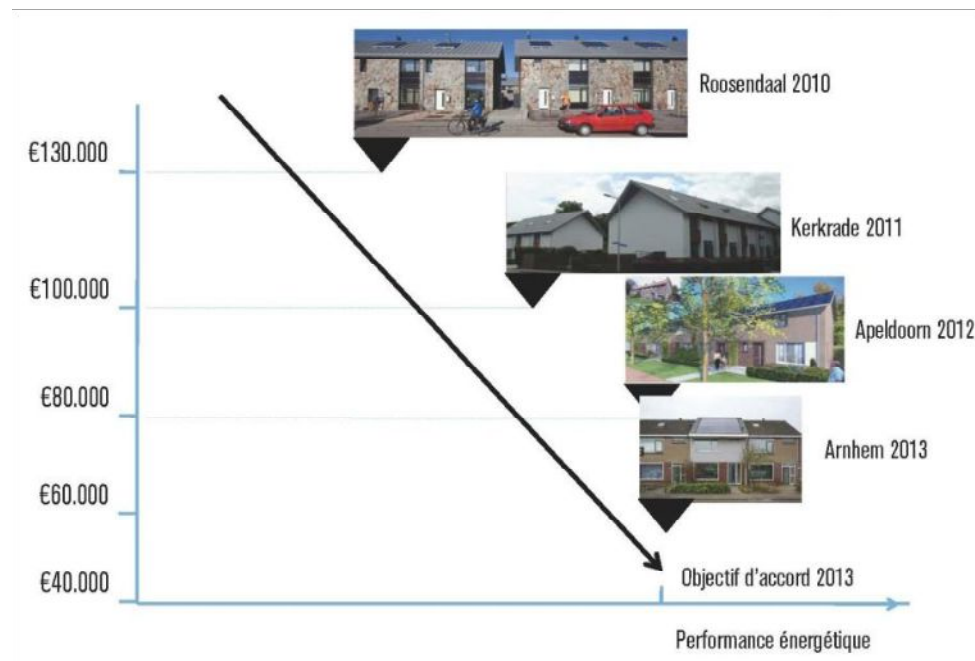 Roosendaal 2010
€130.000
Kerkrade 2011
€100.000
Apeldoorn 2012
€80.000
Arnhem 2013
€60.000
Objectif d'accord 2013
€40.000
Performance énergétique